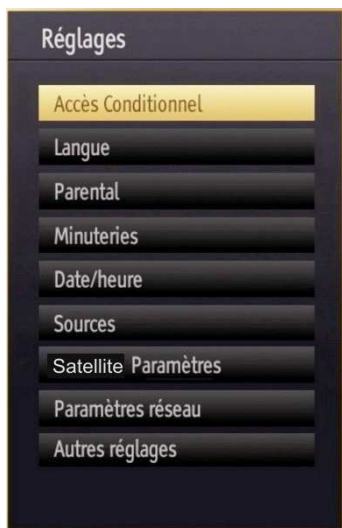 Réglages
Accès Conditionnel
Langue
Parental
Minuteries
Date/heure
Sources
Satellite Paramètres
Paramètres réseau
Autres réglages